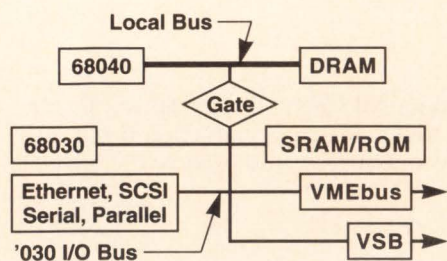 Local Bus
68040
DRAM
Gate
68030
SRAM/ROM
Ethernet, SCSI
Serial, Parallel
VMEbus
'030 I/O Bus
VSB